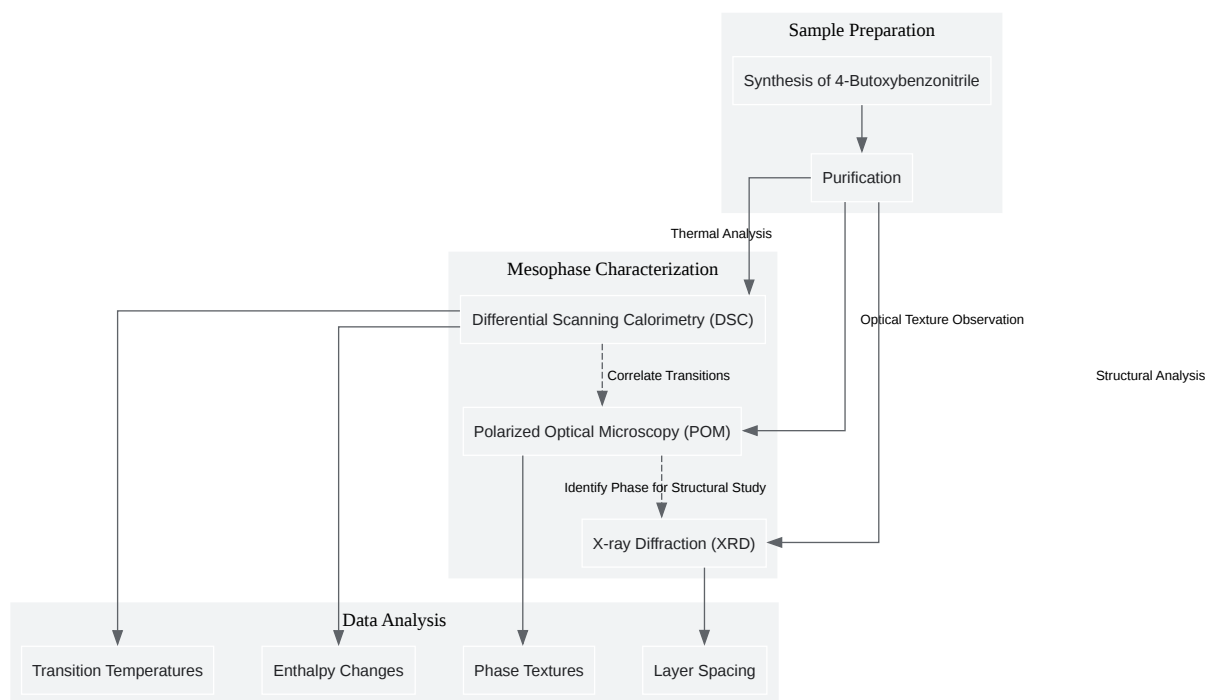 Sample Preparation
Synthesis of 4-Butoxybenzonitrile
Purification
Thermal Analysis
Mesophase Characterization
Differential Scanning Calorimetry (DSC)
Optical Texture Observation
Correlate Transitions
Structural Analysis
Polarized Optical Microscopy (POM)
Identify Phase for Structural Study
X-ray Diffraction (XRD)
Data Analysis
Transition Temperatures
Enthalpy Changes
Phase Textures
Layer Spacing